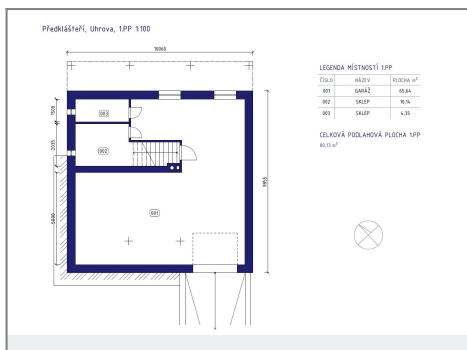 Předklášteří, Uhrova, 1.PP 1:100
10060
LEGENDA MÍSTNOSTÍ 1.PP
ČÍSLO NÁZEV PLOCHA m²
001 GARÁŽ 65,64
002 SKLEP 10,14
003 SKLEP 4,35
CELKOVÁ PODLAHOVÁ PLOCHA 1.PP
80,13 m²
003
002
001
1500
5000
9855